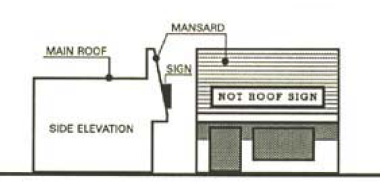 MANSARD
MAIN ROOF
SIGN
NOT ROOF SIGN
SIDE ELEVATION